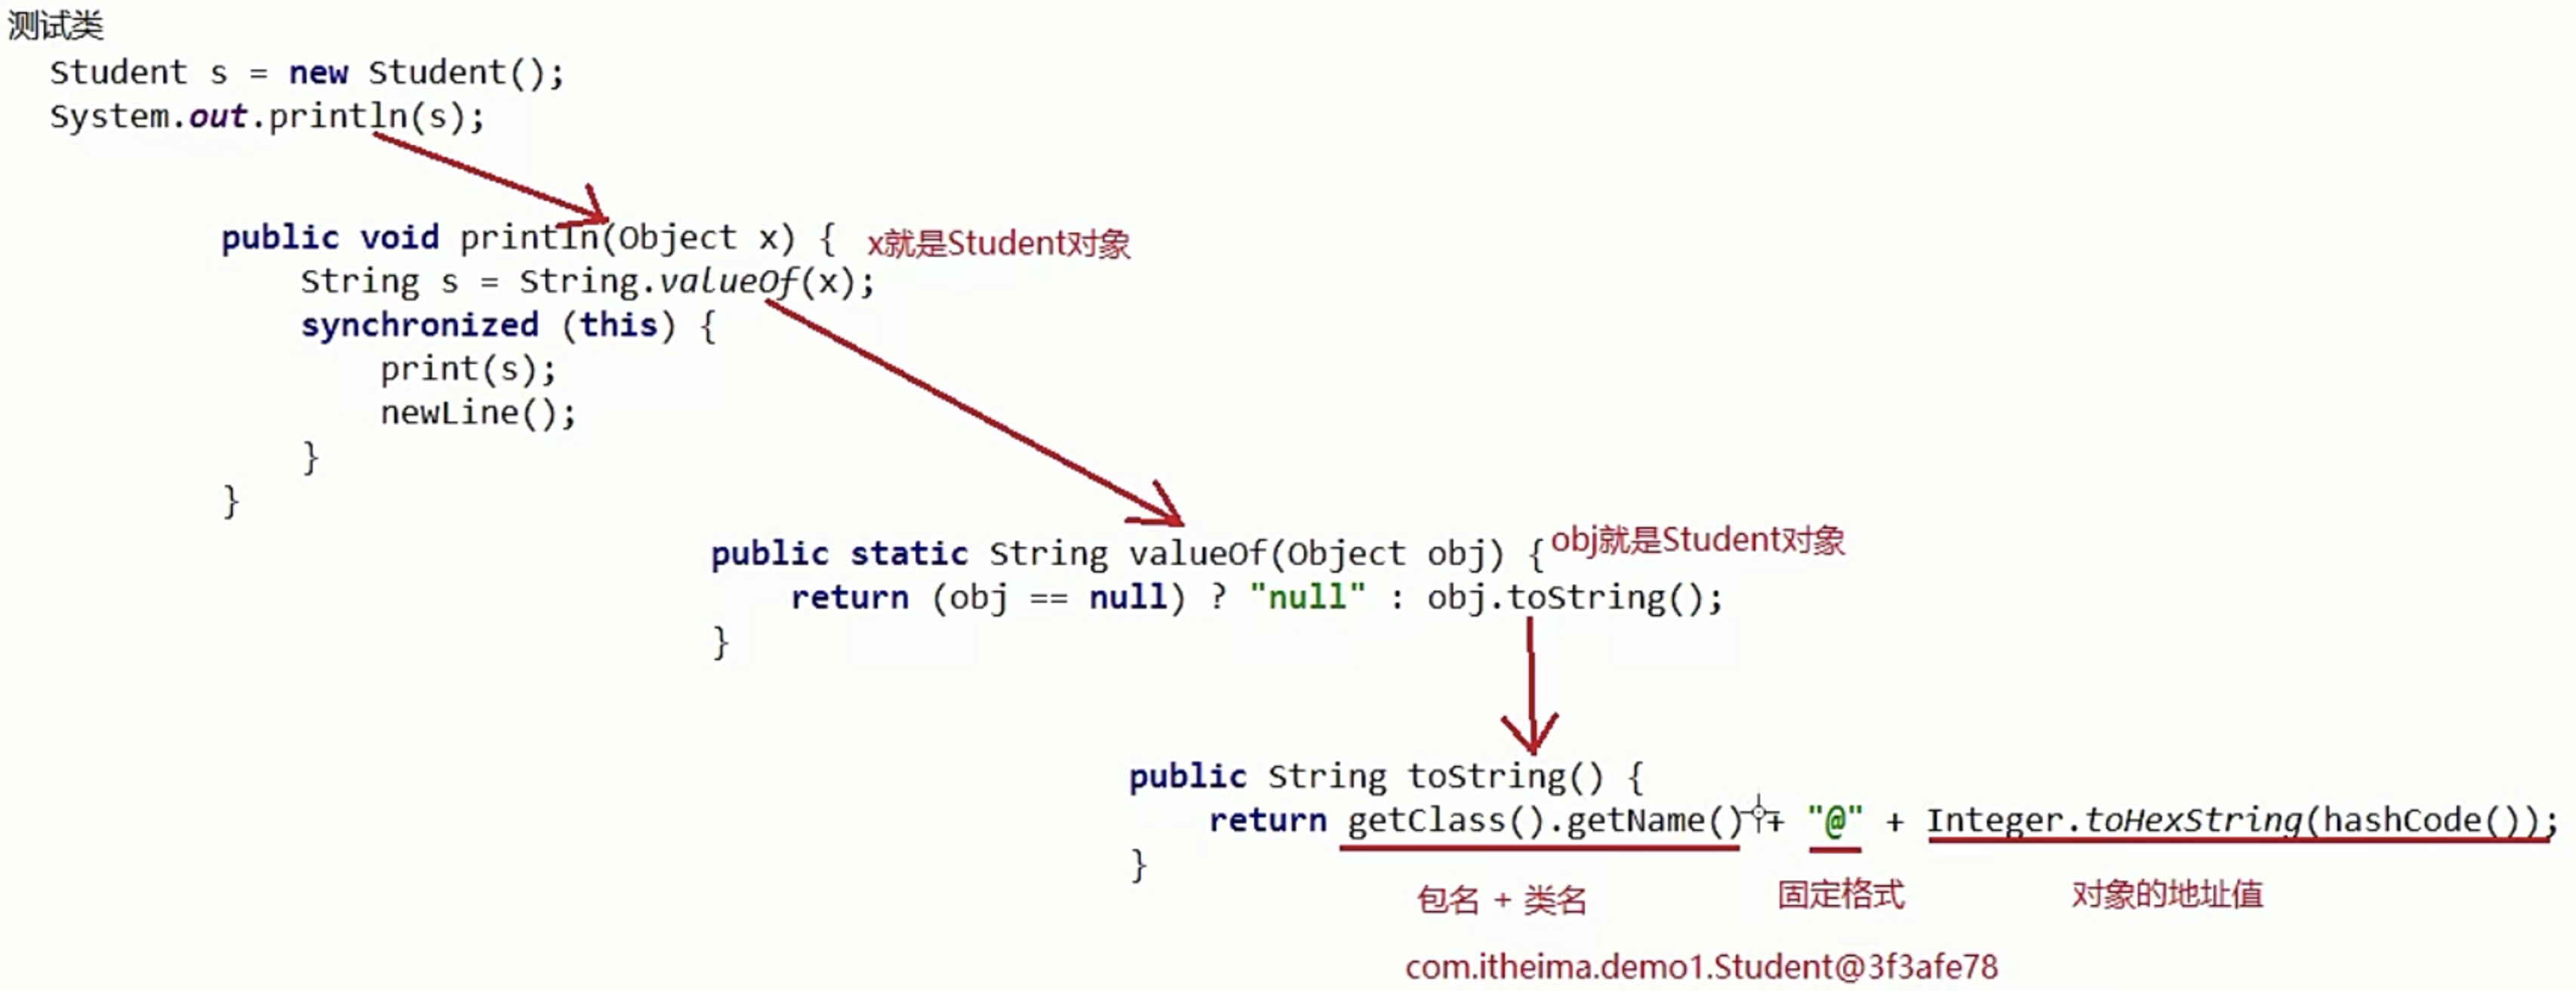 测试类
Student s = new Student();
System.out.println(s);
public void println(Object x) { x就是Student对象
String s = String.valueOf(x);
synchronized (this) {
print(s);
newLine();
}
}
public static String valueOf(Object obj) { obj就是Student对象
return (obj == null) ? "null" : obj.toString();
}
public String toString() {
return getClass().getName() + "@" + Integer.toHexString(hashCode());
}
包名 + 类名 固定格式 对象的地址值
com.itheima.demo1.Student@3f3afe78